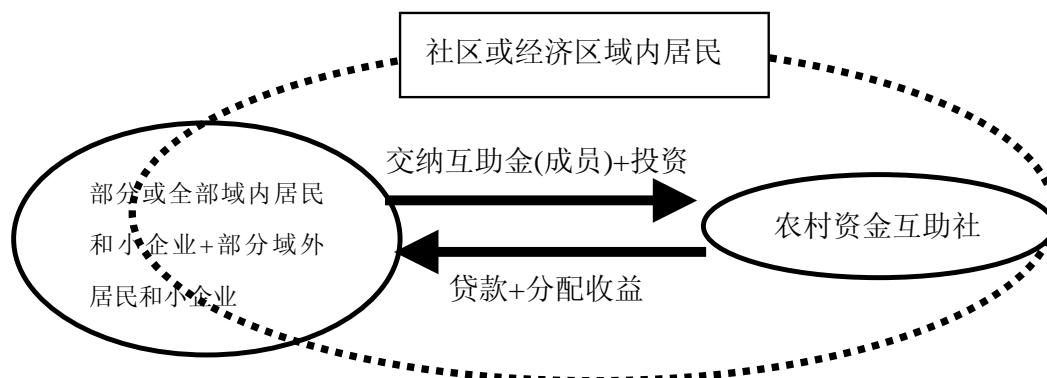 社区或经济区域内居民
交纳互助金(成员)+投资
部分或全部域内居民
和小企业+部分域外
居民和小企业
农村资金互助社
贷款+分配收益